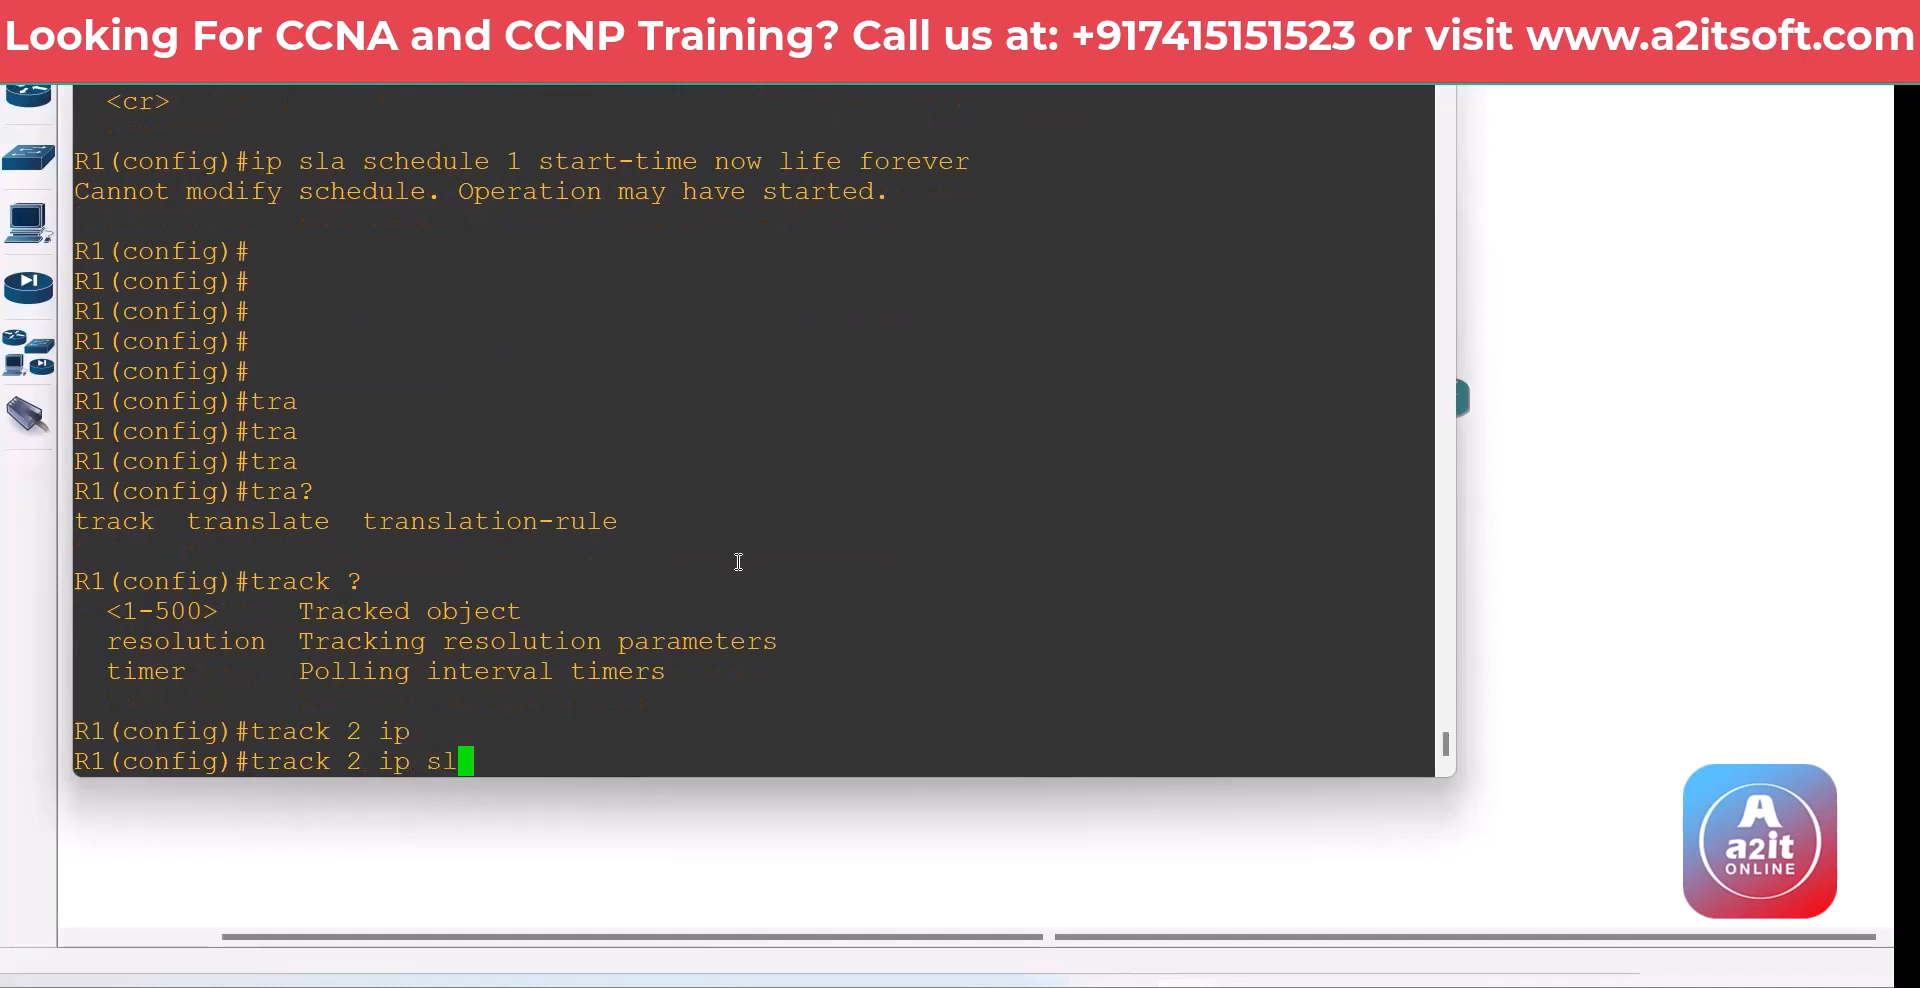 Looking For CCNA and CCNP Training? Call us at: +917415151523 or visit www.a2itsoft.com
<cr>
R1(config)#ip sla schedule 1 start-time now life forever
Cannot modify schedule. Operation may have started.
R1(config)#
R1(config)#
R1(config)#
R1(config)#
R1(config)#
R1(config)#tra
R1(config)#tra
R1(config)#tra
R1(config)#tra?
track  translate  translation-rule
R1(config)#track ?
<1-500>     Tracked object
resolution  Tracking resolution parameters
timer       Polling interval timers
R1(config)#track 2 ip
R1(config)#track 2 ip sl
A
a2it
ONLINE